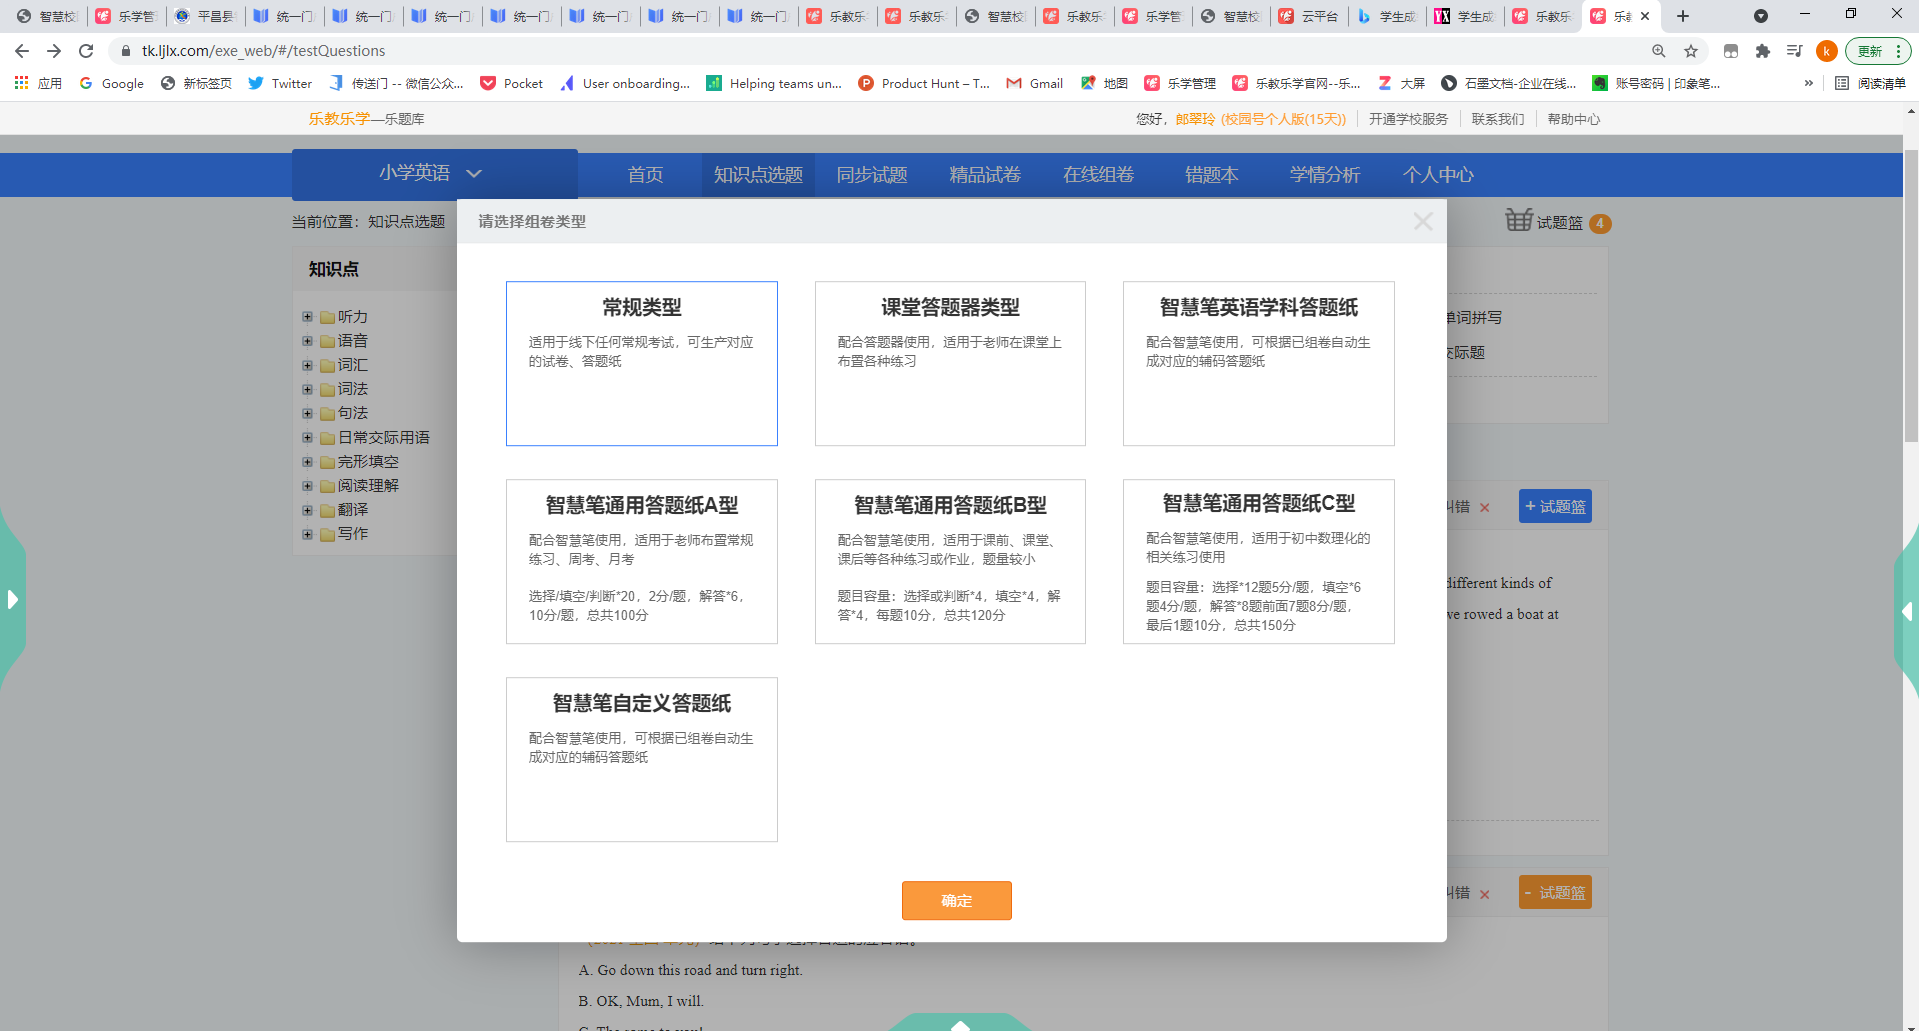 智慧校
乐学管
平昌县
统一门
统一门
统一门
统一门
统一门
统一门
统一门
乐教乐
乐教乐
智慧校
乐教乐
乐学管
智慧校
云平台
学生成
学生成
乐教乐
乐
tk.ljlx.com/exe_web/#/testQuestions
k
更新
应用
Google
新标签页
Twitter
传送门 -- 微信公众...
Pocket
User onboarding...
Helping teams un...
Product Hunt – T...
Gmail
地图
乐学管理
乐教乐学官网--乐...
大屏
石墨文档-企业在线...
账号密码 | 印象笔...
»
阅读清单
乐教乐学—乐题库
您好，郎翠玲 (校园号个人版(15天))
开通学校服务
联系我们
帮助中心
小学英语
首页
知识点选题
同步试题
精品试卷
在线组卷
错题本
学情分析
个人中心
当前位置：知识点选题
试题篮 4
请选择组卷类型
知识点
听力
语音
词汇
词法
句法
日常交际用语
完形填空
阅读理解
翻译
写作
常规类型
适用于线下任何常规考试，可生产对应
的试卷、答题纸
课堂答题器类型
配合答题器使用，适用于老师在课堂上
布置各种练习
智慧笔英语学科答题纸
配合智慧笔使用，可根据已组卷自动生
成对应的辅码答题纸
智慧笔通用答题纸A型
配合智慧笔使用，适用于老师布置常规
练习、周考、月考
选择/填空/判断*20，2分/题，解答*6，
10分/题，总共100分
智慧笔通用答题纸B型
配合智慧笔使用，适用于课前、课堂、
课后等各种练习或作业，题量较小
题目容量：选择或判断*4，填空*4，解
答*4，每题10分，总共120分
智慧笔通用答题纸C型
配合智慧笔使用，适用于初中数理化的
相关练习使用
题目容量：选择*12题5分/题，填空*6
题4分/题，解答*8题前面7题8分/题，
最后1题10分，总共150分
智慧笔自定义答题纸
配合智慧笔使用，可根据已组卷自动生
成对应的辅码答题纸
确定
单词拼写
交际题
纠错
+ 试题篮
different kinds of
we rowed a boat at
纠错
- 试题篮
A. Go down this road and turn right.
B. OK, Mum, I will.